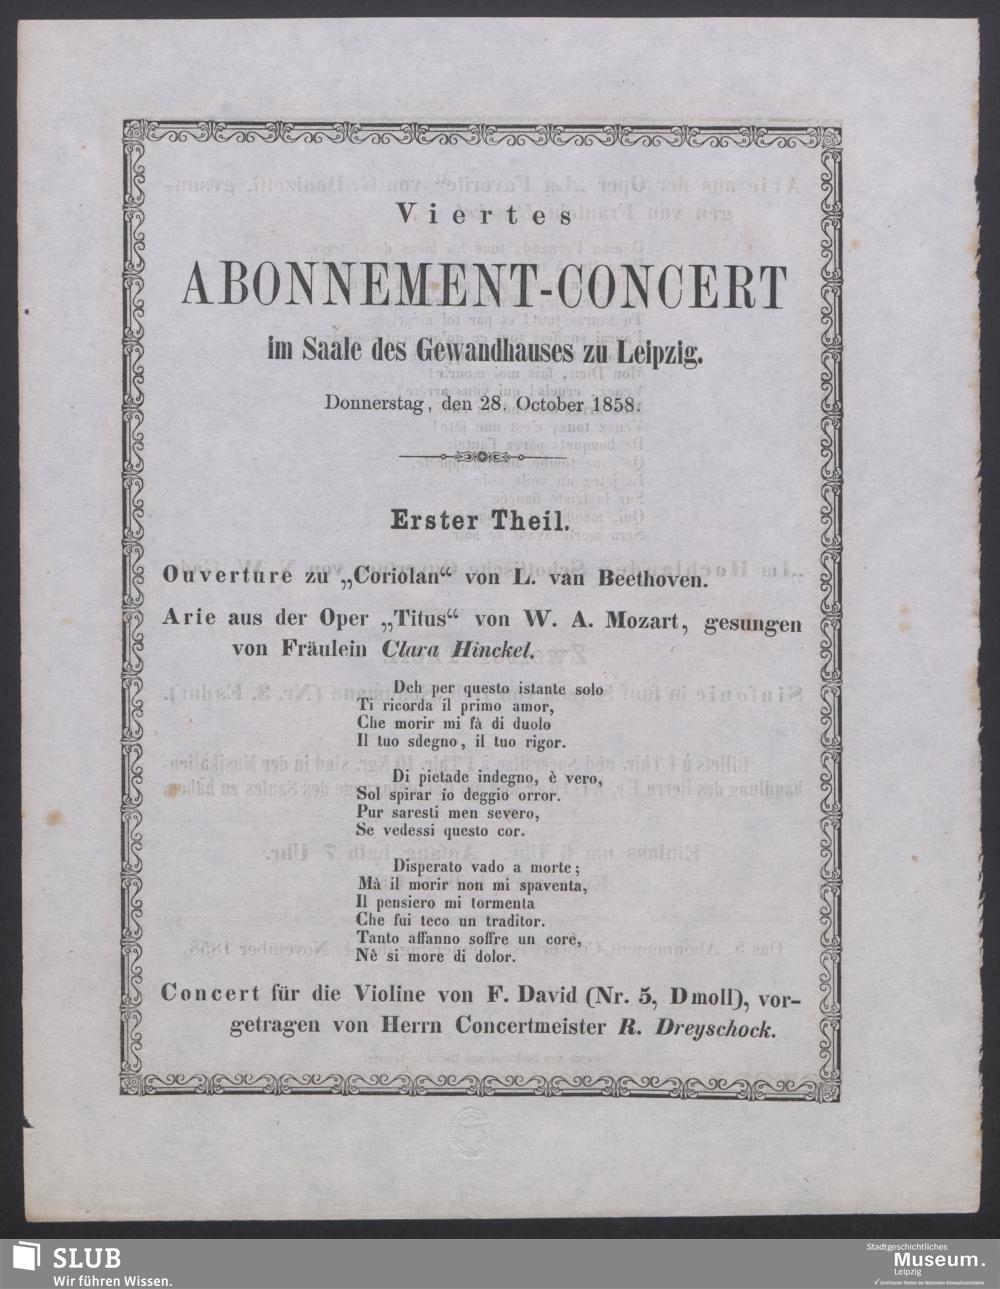 Viertes
ABONNEMENT-CONCERT
im Saale des Gewandhauses zu Leipzig.
Donnerstag, den 28. October 1858.
Erster Theil.
Ouverture zu „Coriolan“ von L. van Beethoven.
Arie aus der Oper „Titus“ von W. A. Mozart, gesungen
von Fräulein Clara Hinckel.
Deh per questo istante solo
Ti ricorda il primo amor,
Che morir mi fà di duolo
Il tuo sdegno, il tuo rigor.
Di pietade indegno, è vero,
Sol spirar io deggio orror.
Pur saresti men severo,
Se vedessi questo cor.
Disperato vado a morte;
Mà il morir non mi spaventa,
Il pensiero mi tormenta
Che fui teco un traditor.
Tanto affanno soffre un core,
Nè si more di dolor.
Concert für die Violine von F. David (Nr. 5, Dmoll), vor-
getragen von Herrn Concertmeister R. Dreyschock.
SLUB
Wir führen Wissen.
Stadtgeschichtliches
Museum.
Leipzig
✓ Zertifizierter Partner der Nationalen Klimaschutzinitiative